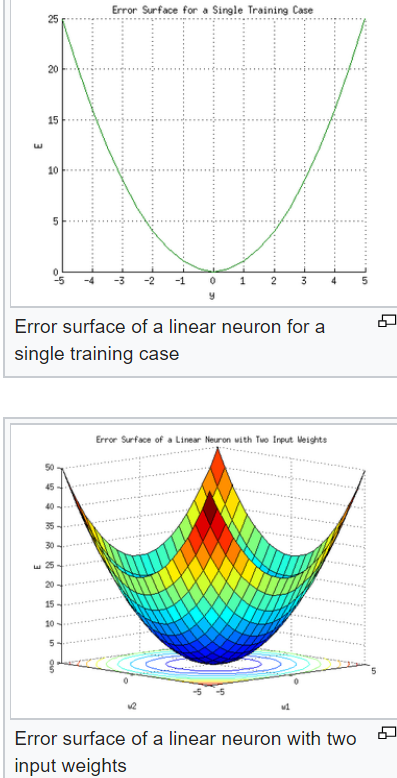 Error Surface for a Single Training Case
25
20
15
10
5
0
E
-5 -4 -3 -2 -1 0 1 2 3 4 5
y
Error surface of a linear neuron for a
single training case
Error Surface of a Linear Neuron with Two Input Weights
50
45
40
35
30
25
20
15
10
5
0
E
5 0 -5 -5 0 5
w2 w1
Error surface of a linear neuron with two
input weights